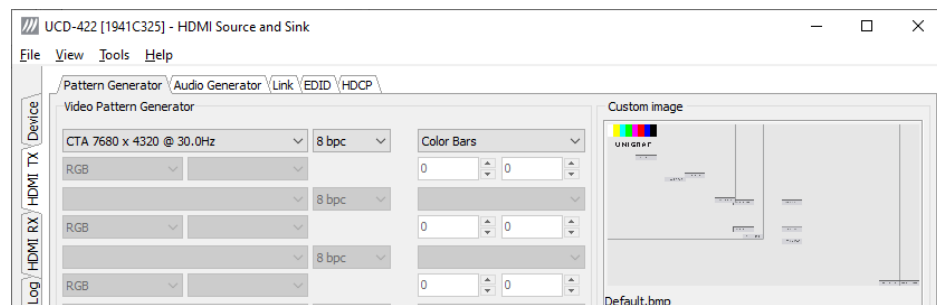 UCD-422 [1941C325] - HDMI Source and Sink
File View Tools Help
Pattern Generator Audio Generator Link EDID HDCP
Device
HDMI TX
HDMI RX
Log
Video Pattern Generator
CTA 7680 x 4320 @ 30.0Hz 8 bpc Color Bars
RGB 0 0
8 bpc
RGB 0 0
8 bpc
RGB 0 0
Custom image
UNIGRAF
Default.bmp